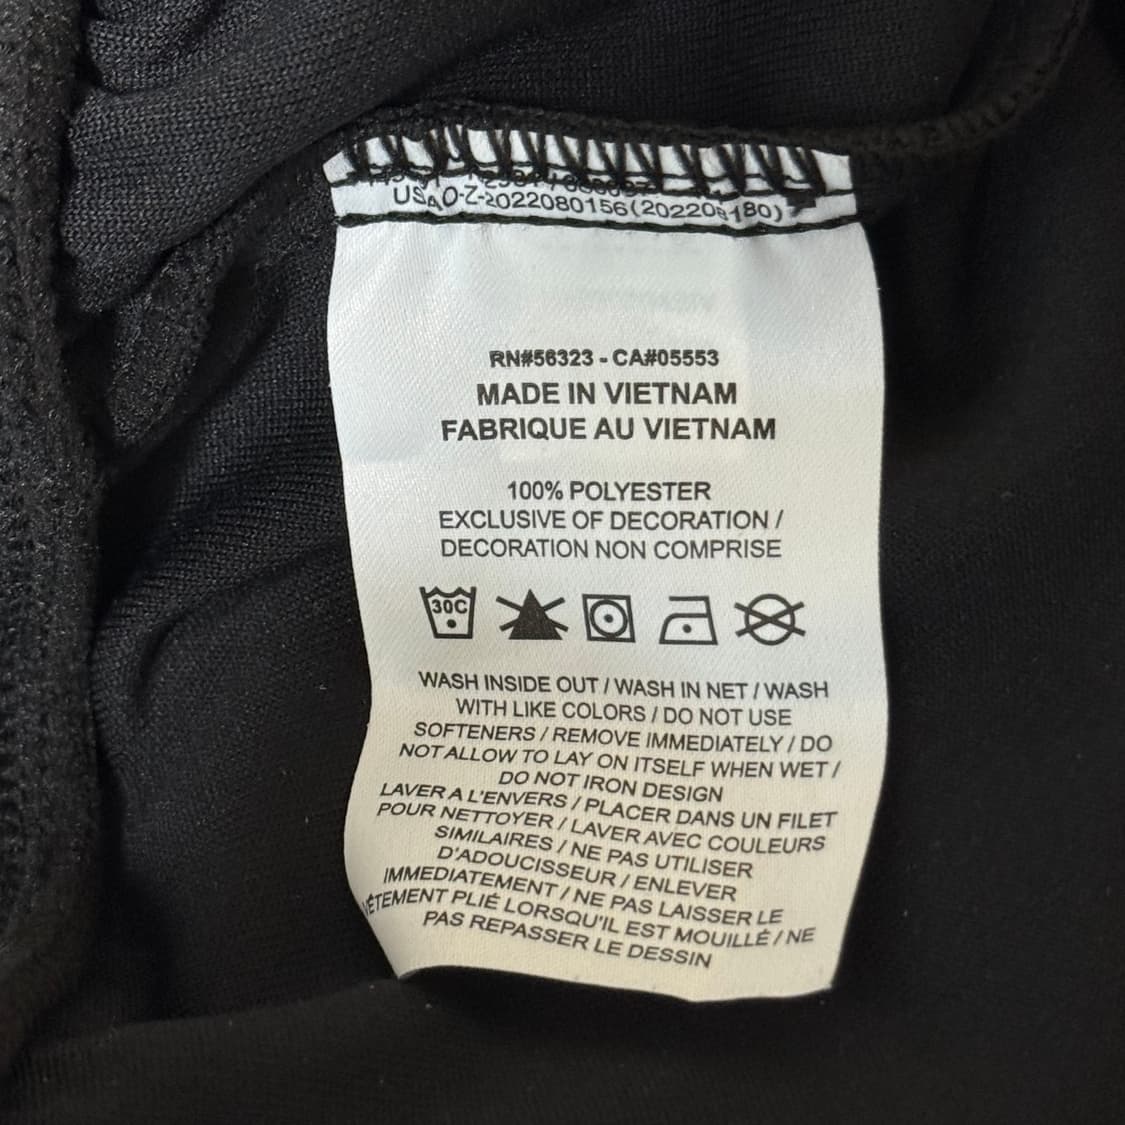 USA O-Z-2022080156(202208180)
RN#56323 - CA#05553
MADE IN VIETNAM
FABRIQUE AU VIETNAM
100% POLYESTER
EXCLUSIVE OF DECORATION /
DECORATION NON COMPRISE
30C
WASH INSIDE OUT / WASH IN NET / WASH
WITH LIKE COLORS / DO NOT USE
SOFTENERS / REMOVE IMMEDIATELY / DO
NOT ALLOW TO LAY ON ITSELF WHEN WET /
DO NOT IRON DESIGN
LAVER A L'ENVERS / PLACER DANS UN FILET
POUR NETTOYER / LAVER AVEC COULEURS
SIMILAIRES / NE PAS UTILISER
D'ADOUCISSEUR / ENLEVER
IMMEDIATEMENT / NE PAS LAISSER LE
VÊTEMENT PLIÉ LORSQU'IL EST MOUILLÉ / NE
PAS REPASSER LE DESSIN